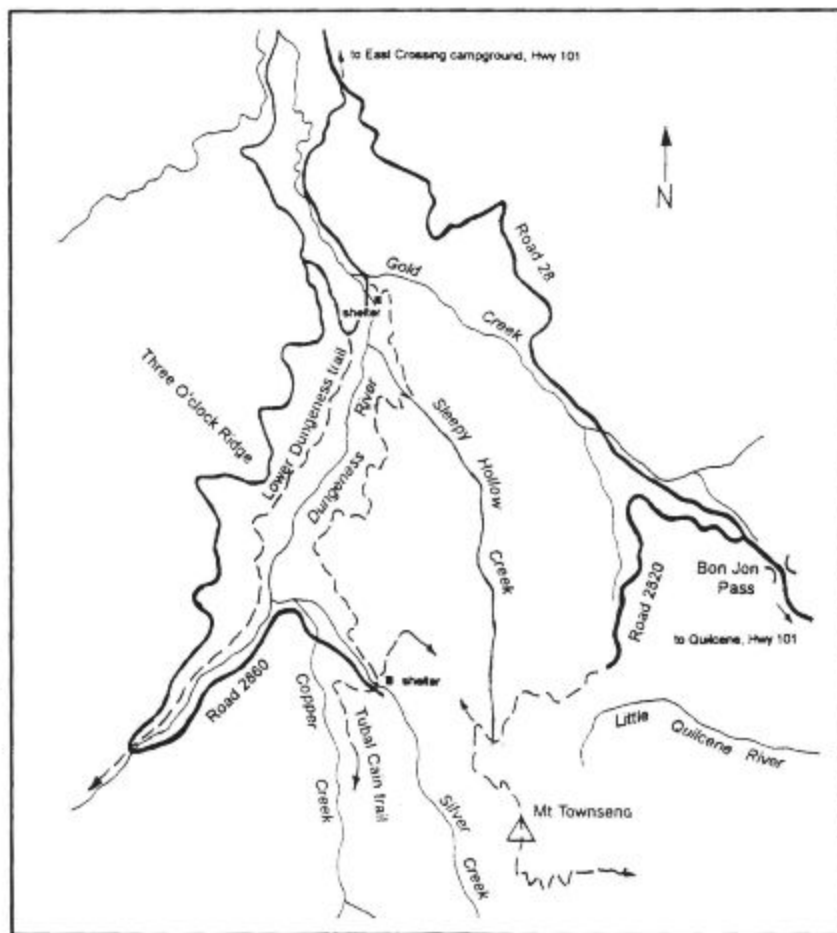 to East Crossing campground, Hwy 101
N
Road 28
Gold
Creek
shelter
Three O'clock Ridge
Lower Dungeness trail
River
Dungeness
Sleepy
Hollow
Creek
Bon Jon
Pass
Road 2820
to Quilcene, Hwy 101
shelter
Road 2860
Copper
Creek
Tubal Cain trail
Silver
Creek
Little Quilcene River
Mt Townsend